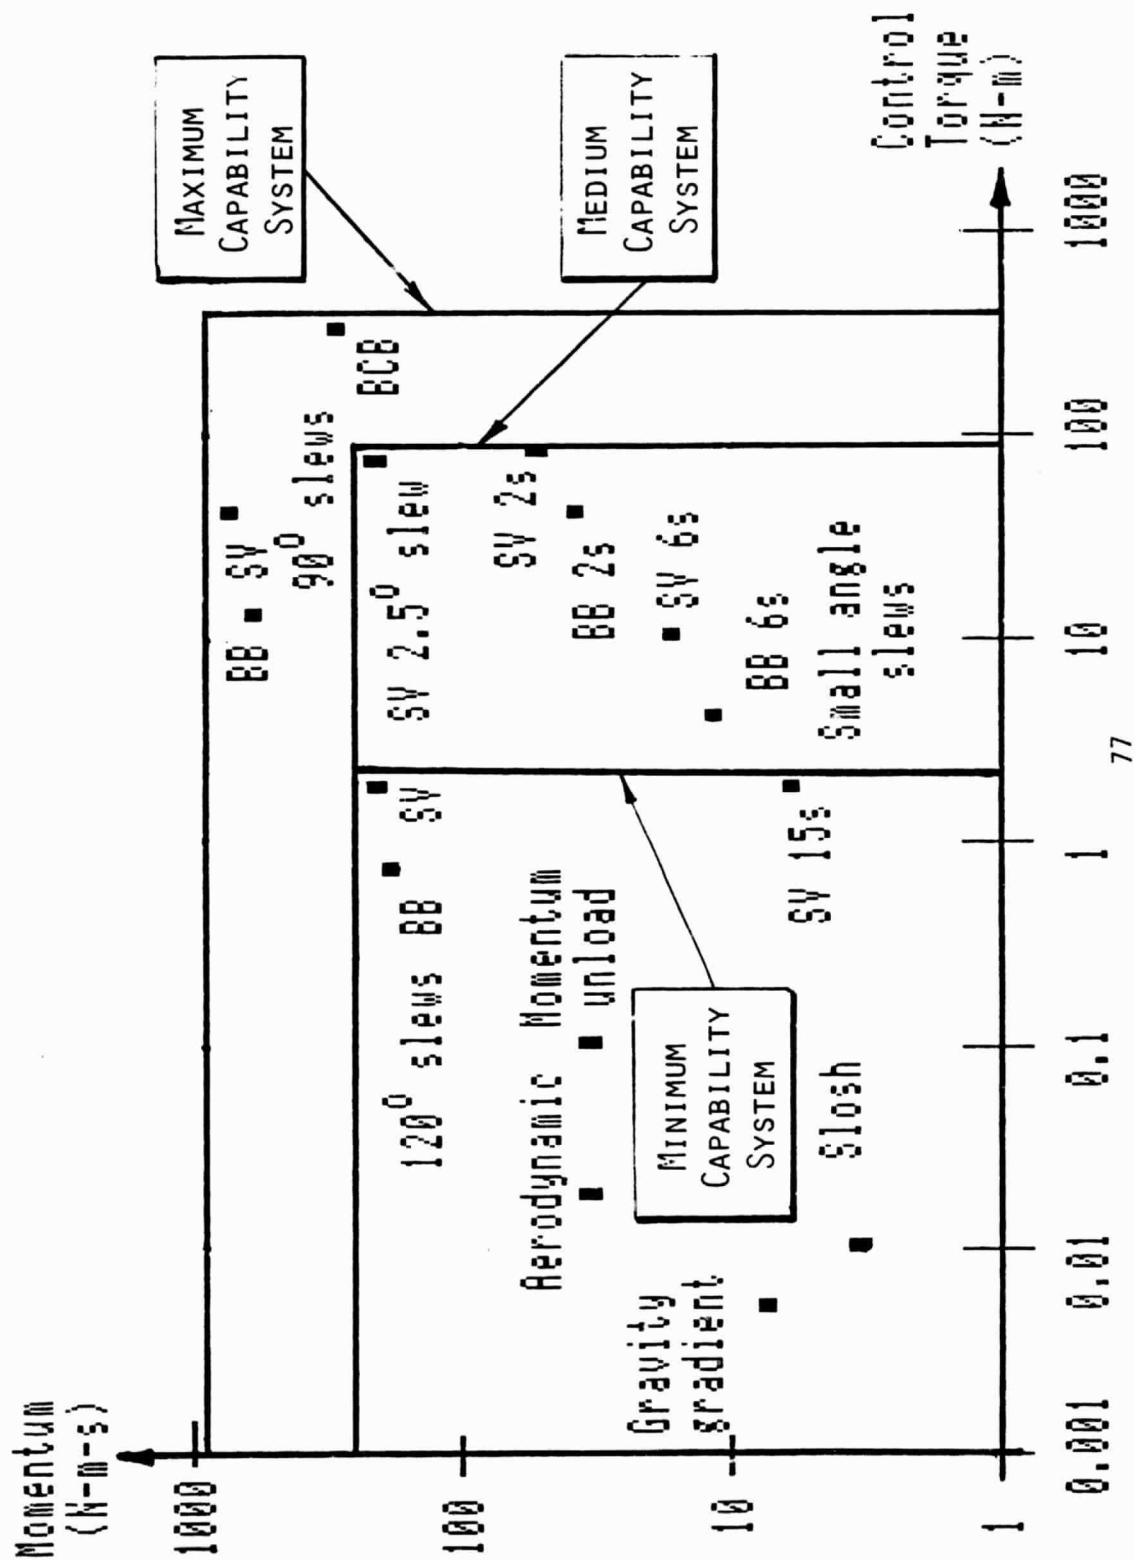 Momentum
(N-m-s)
1000
100
10
1
0.001
0.01
0.1
1
10
100
1000
Control
Torque
(N-m)
MAXIMUM
CAPABILITY
SYSTEM
MEDIUM
CAPABILITY
SYSTEM
MINIMUM
CAPABILITY
SYSTEM
BB SV
90° slews
BCB
120° slews BB SV
SV 2.5° slew
SV 2s
BB 2s
SV 6s
BB 6s
Small angle
slews
Aerodynamic Momentum
unload
SV 15s
Gravity
gradient
Slosh
77